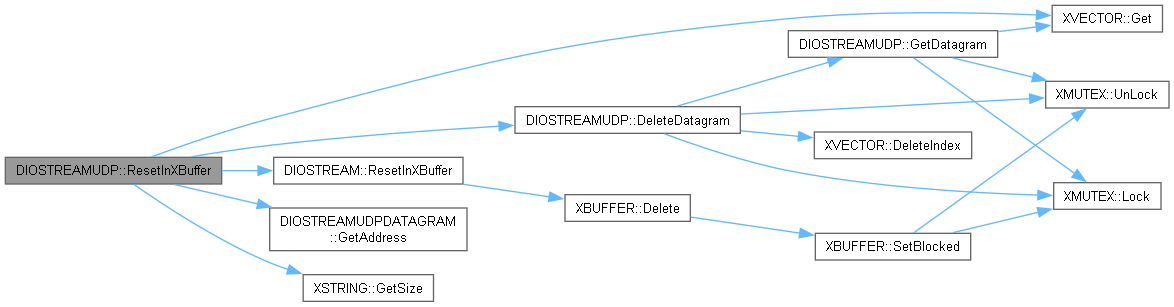 XVECTOR::Get
DIOSTREAMUDP::GetDatagram
XMUTEX::UnLock
DIOSTREAMUDP::DeleteDatagram
XVECTOR::DeleteIndex
DIOSTREAMUDP::ResetInXBuffer
DIOSTREAM::ResetInXBuffer
XMUTEX::Lock
XBUFFER::Delete
DIOSTREAMUDPDATAGRAM
::GetAddress
XBUFFER::SetBlocked
XSTRING::GetSize